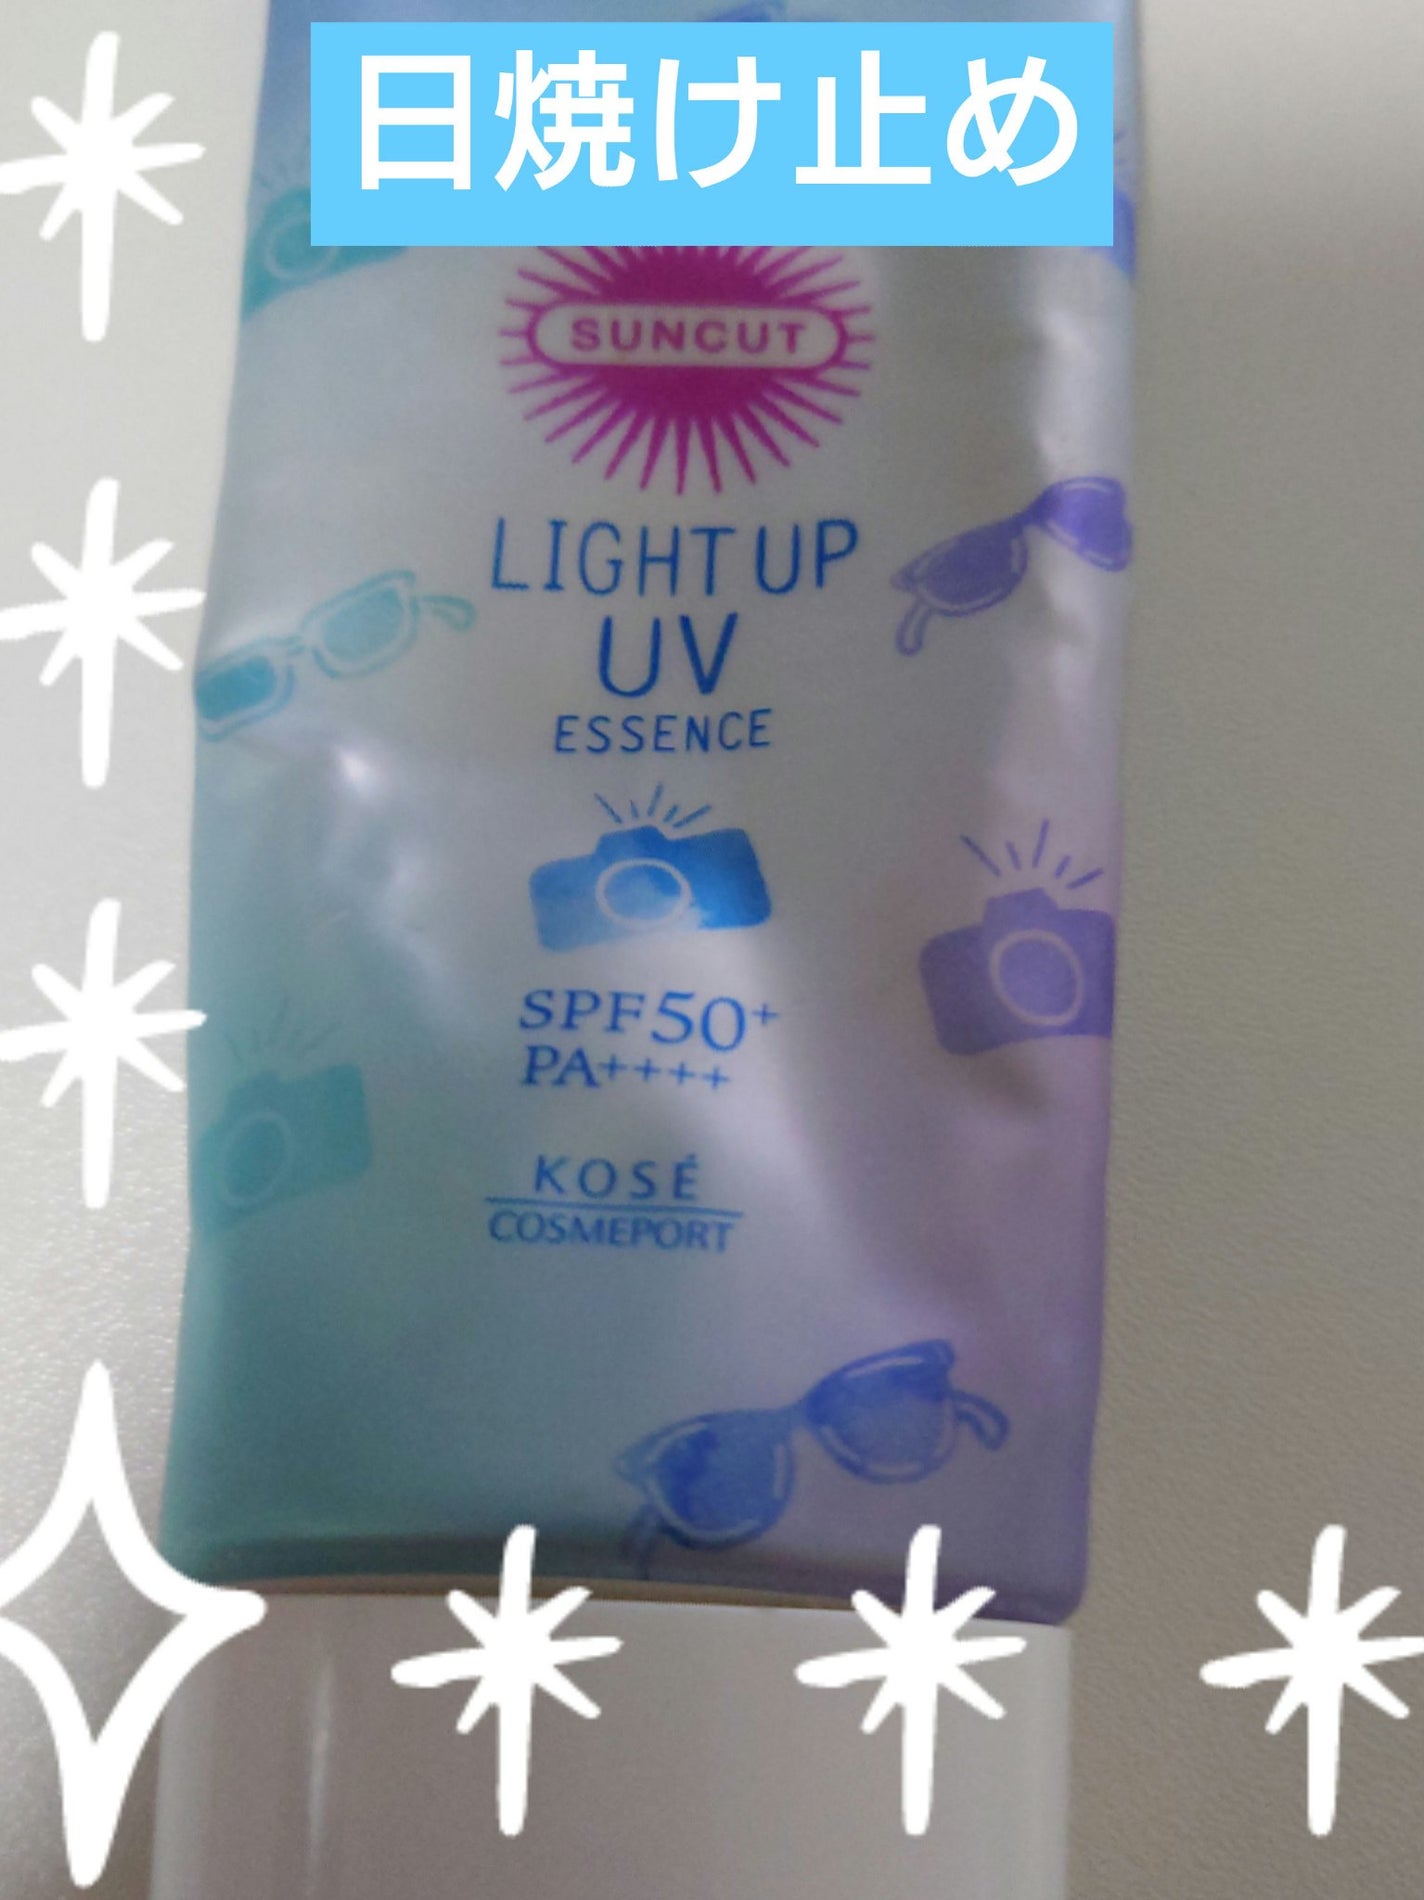 日焼け止め
SUNCUT
LIGHT UP
UV
ESSENCE
SPF50+
PA++++
KOSÉ
COSMEPORT